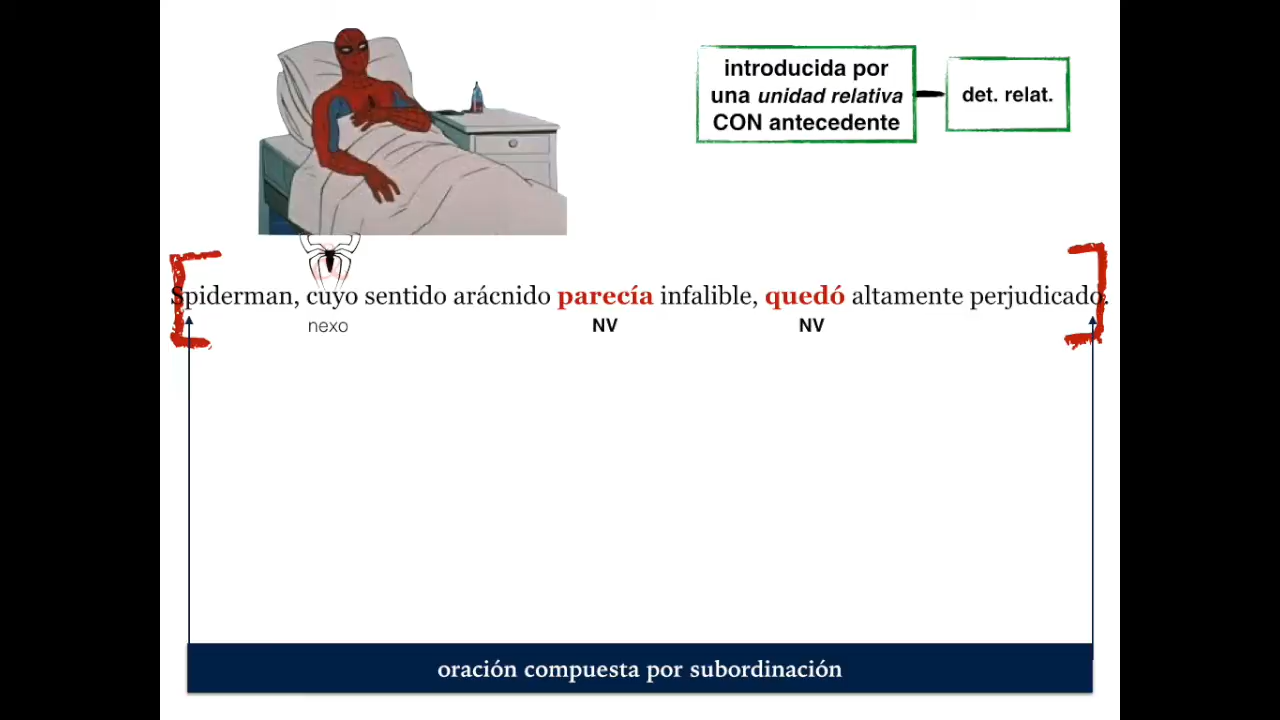 introducida por
una unidad relativa
CON antecedente
det. relat.
Spiderman, cuyo sentido arácnido parecía infalible, quedó altamente perjudicado.
nexo
NV
NV
oración compuesta por subordinación